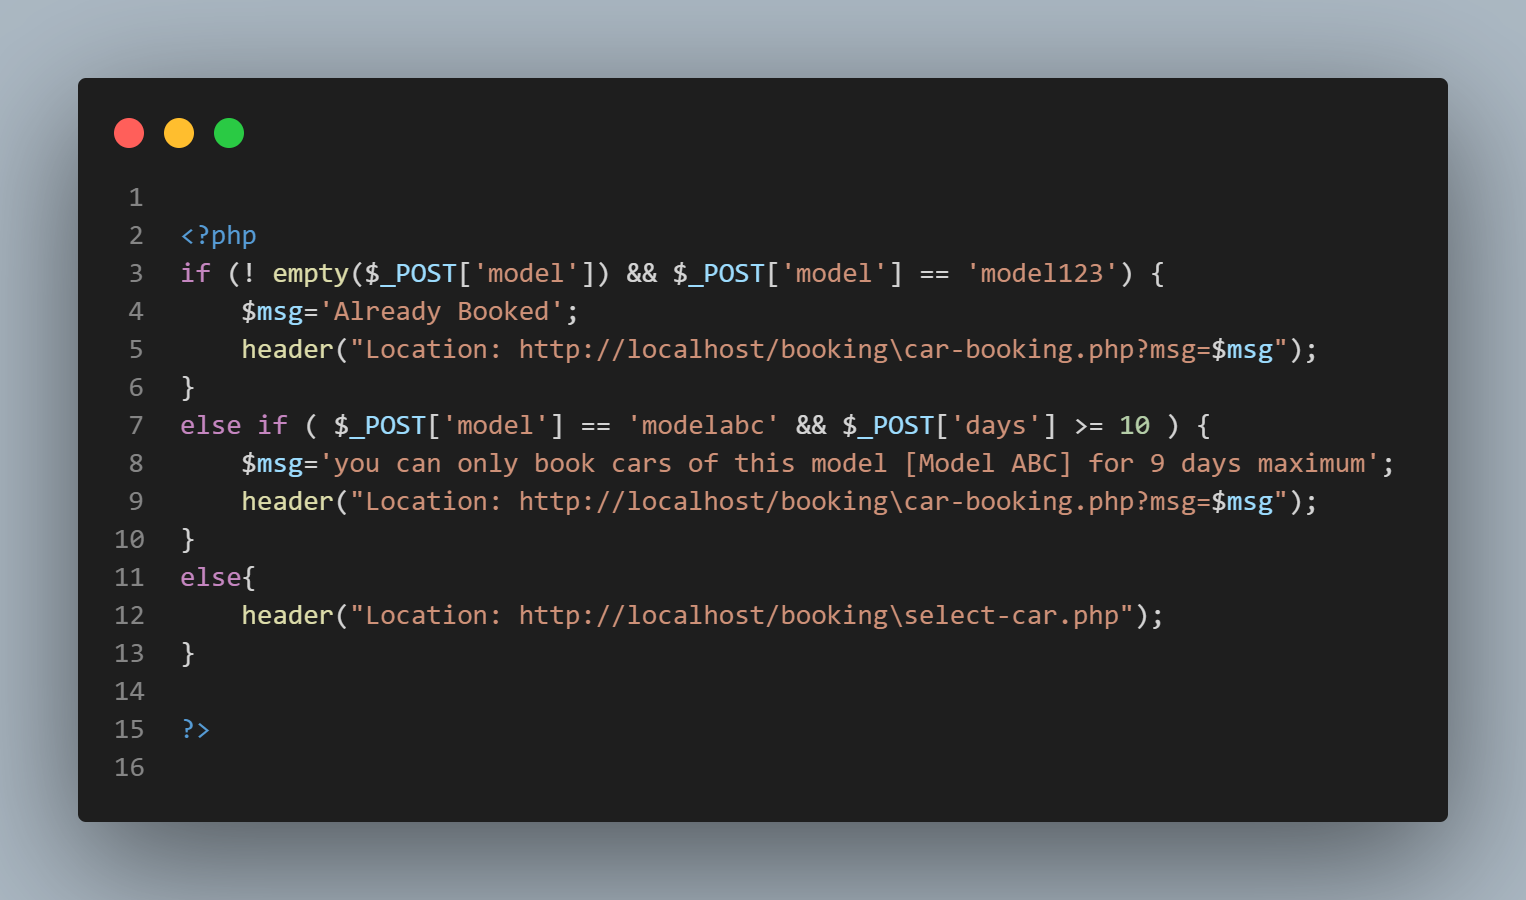 1
2 <?php
3 if (! empty($_POST['model']) && $_POST['model'] == 'model123') {
4     $msg='Already Booked';
5     header("Location: http://localhost/booking\car-booking.php?msg=$msg");
6 }
7 else if ( $_POST['model'] == 'modelabc' && $_POST['days'] >= 10 ) {
8     $msg='you can only book cars of this model [Model ABC] for 9 days maximum';
9     header("Location: http://localhost/booking\car-booking.php?msg=$msg");
10 }
11 else{
12     header("Location: http://localhost/booking\select-car.php");
13 }
14
15 ?>
16